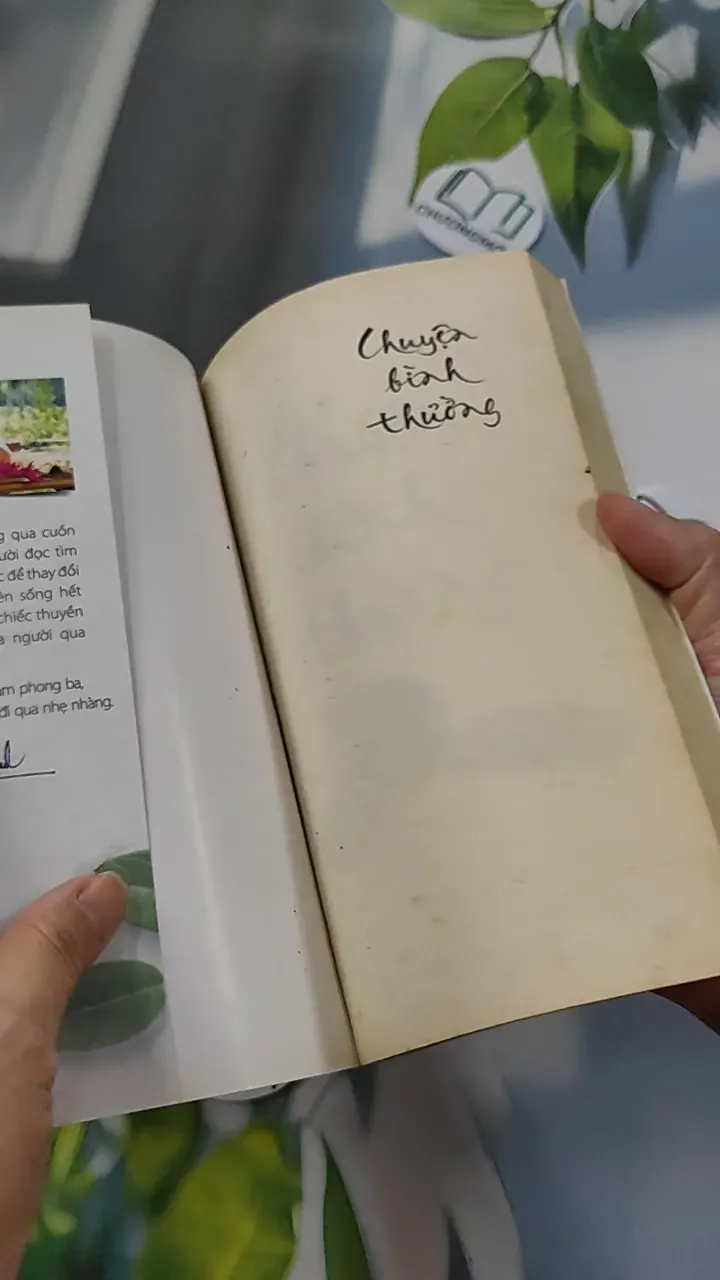 Chuyện
bình
thường
g qua cuốn
ười đọc tìm
c để thay đổi
ên sống hết
chiếc thuyền
a người qua
ầm phong ba,
đi qua nhẹ nhàng.